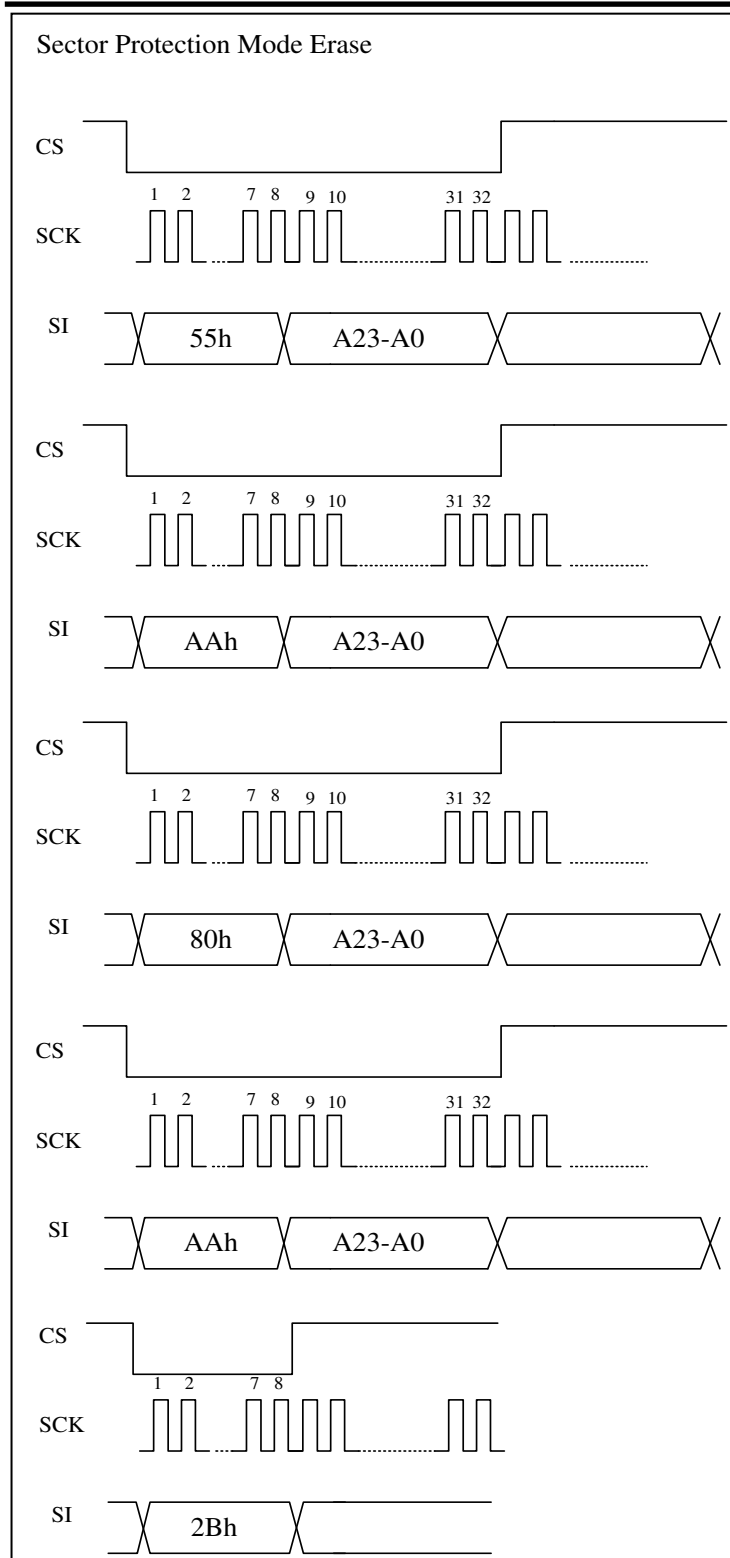 Sector Protection Mode Erase
CS
1 2 7 8 9 10 31 32
SCK
SI 55h A23-A0
CS
1 2 7 8 9 10 31 32
SCK
SI AAh A23-A0
CS
1 2 7 8 9 10 31 32
SCK
SI 80h A23-A0
CS
1 2 7 8 9 10 31 32
SCK
SI AAh A23-A0
CS
1 2 7 8
SCK
SI 2Bh